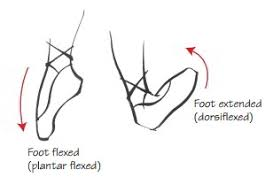 Foot flexed
(plantar flexed)
Foot extended
(dorsiflexed)